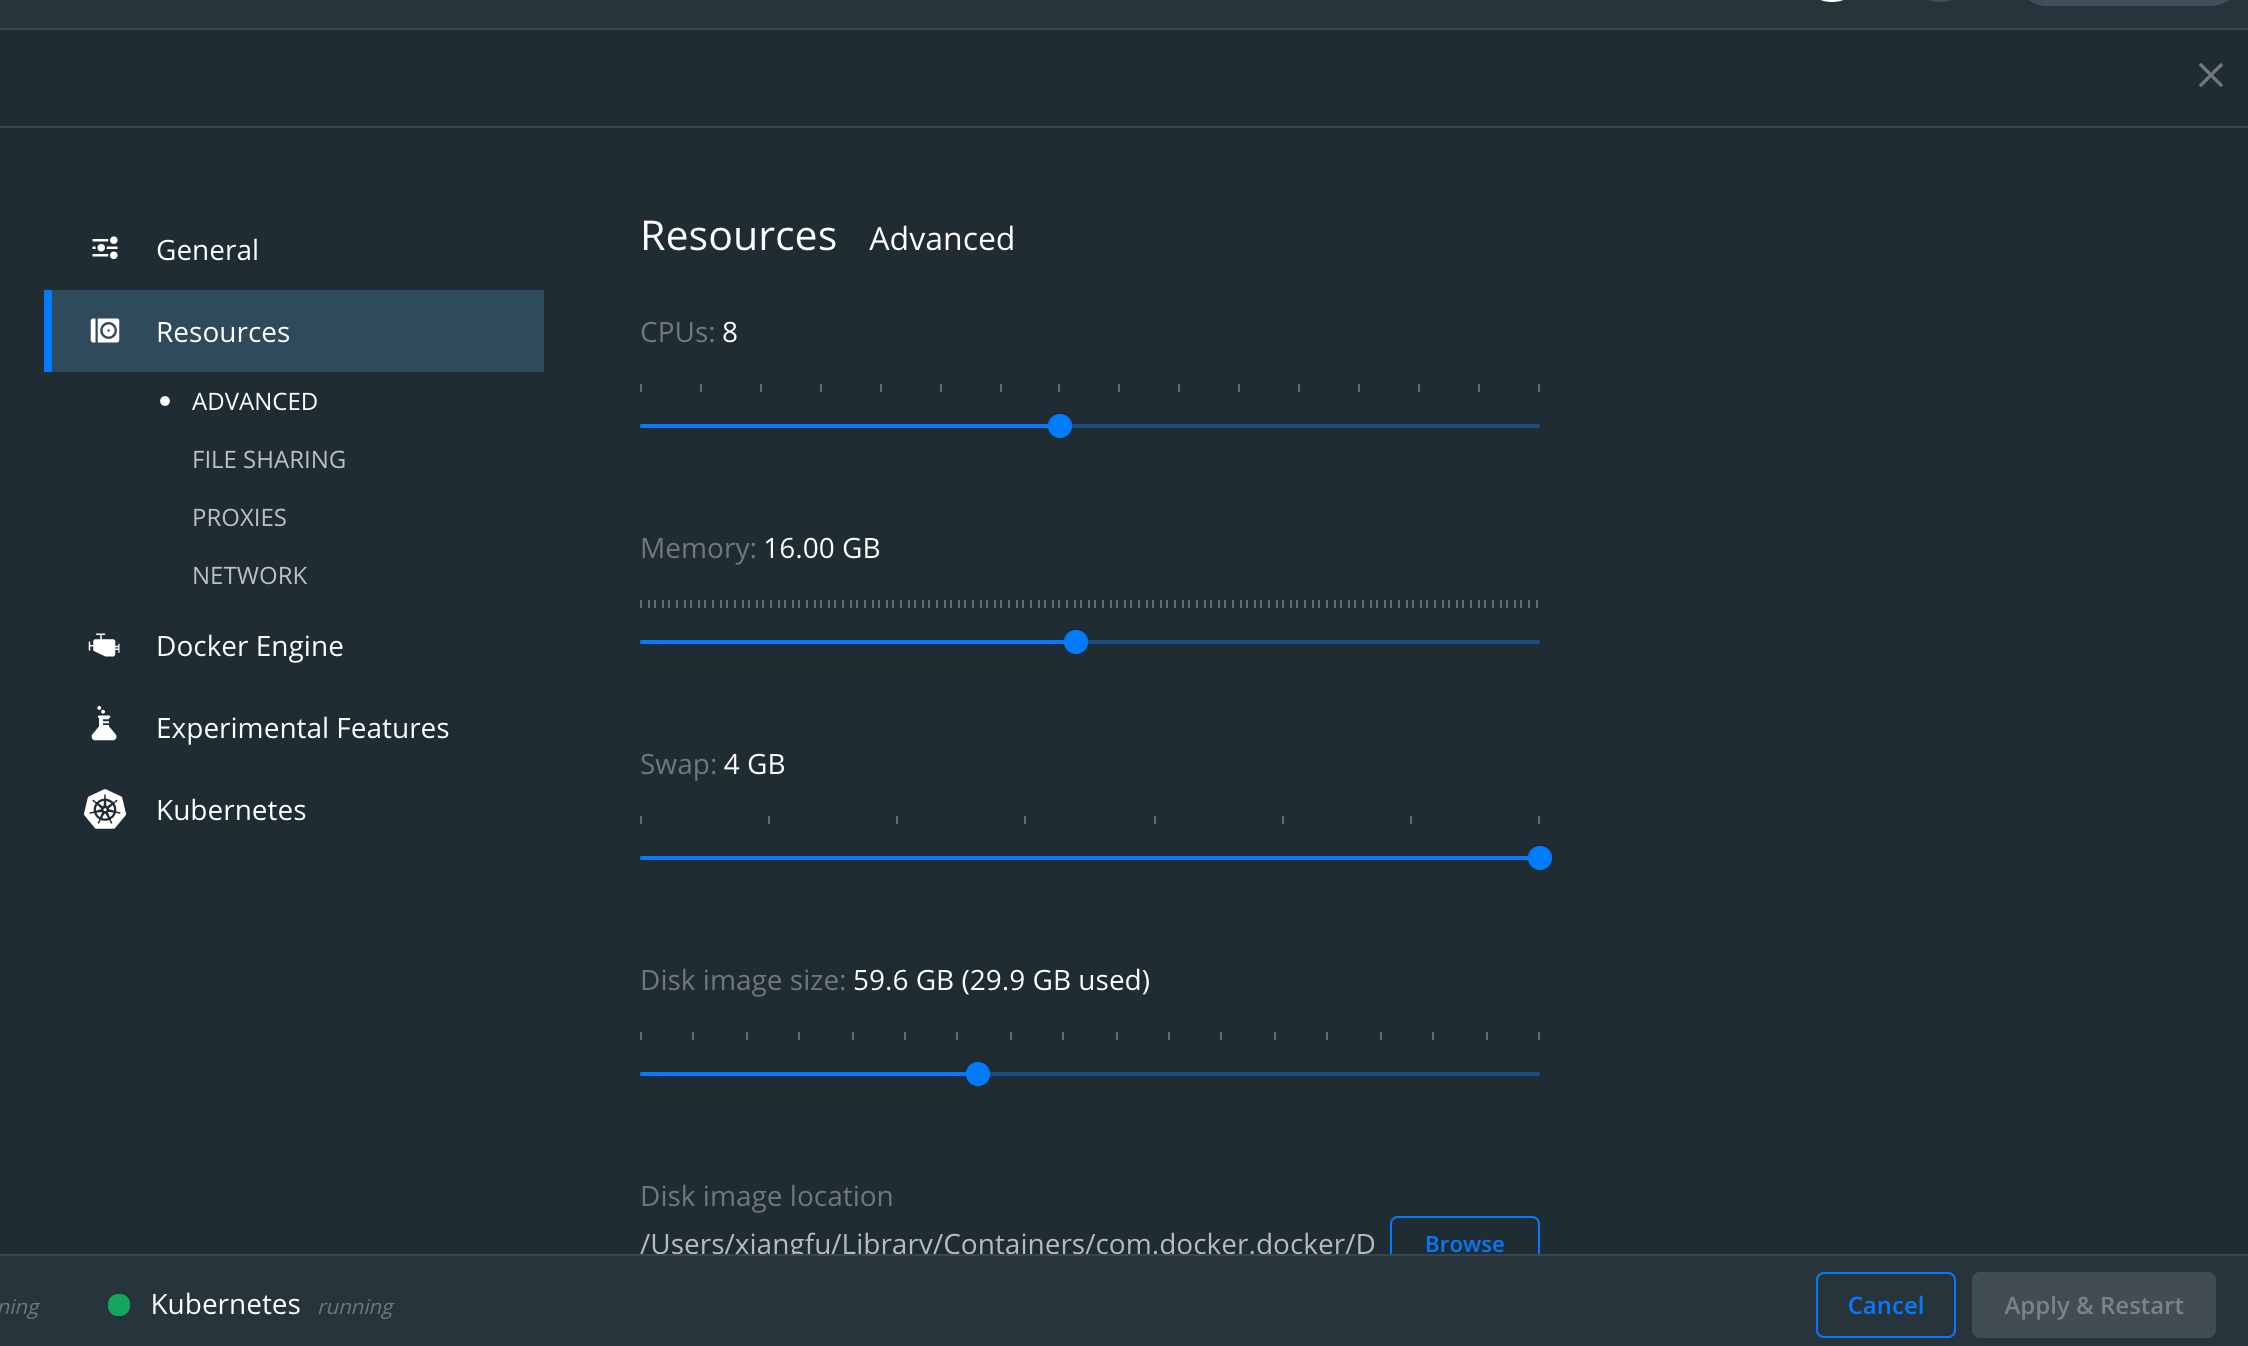 General
Resources
ADVANCED
FILE SHARING
PROXIES
NETWORK
Docker Engine
Experimental Features
Kubernetes
Resources Advanced
CPUs: 8
Memory: 16.00 GB
Swap: 4 GB
Disk image size: 59.6 GB (29.9 GB used)
Disk image location
/Users/xiangfu/Library/Containers/com.docker.docker/D
Browse
ning Kubernetes running
Cancel
Apply & Restart